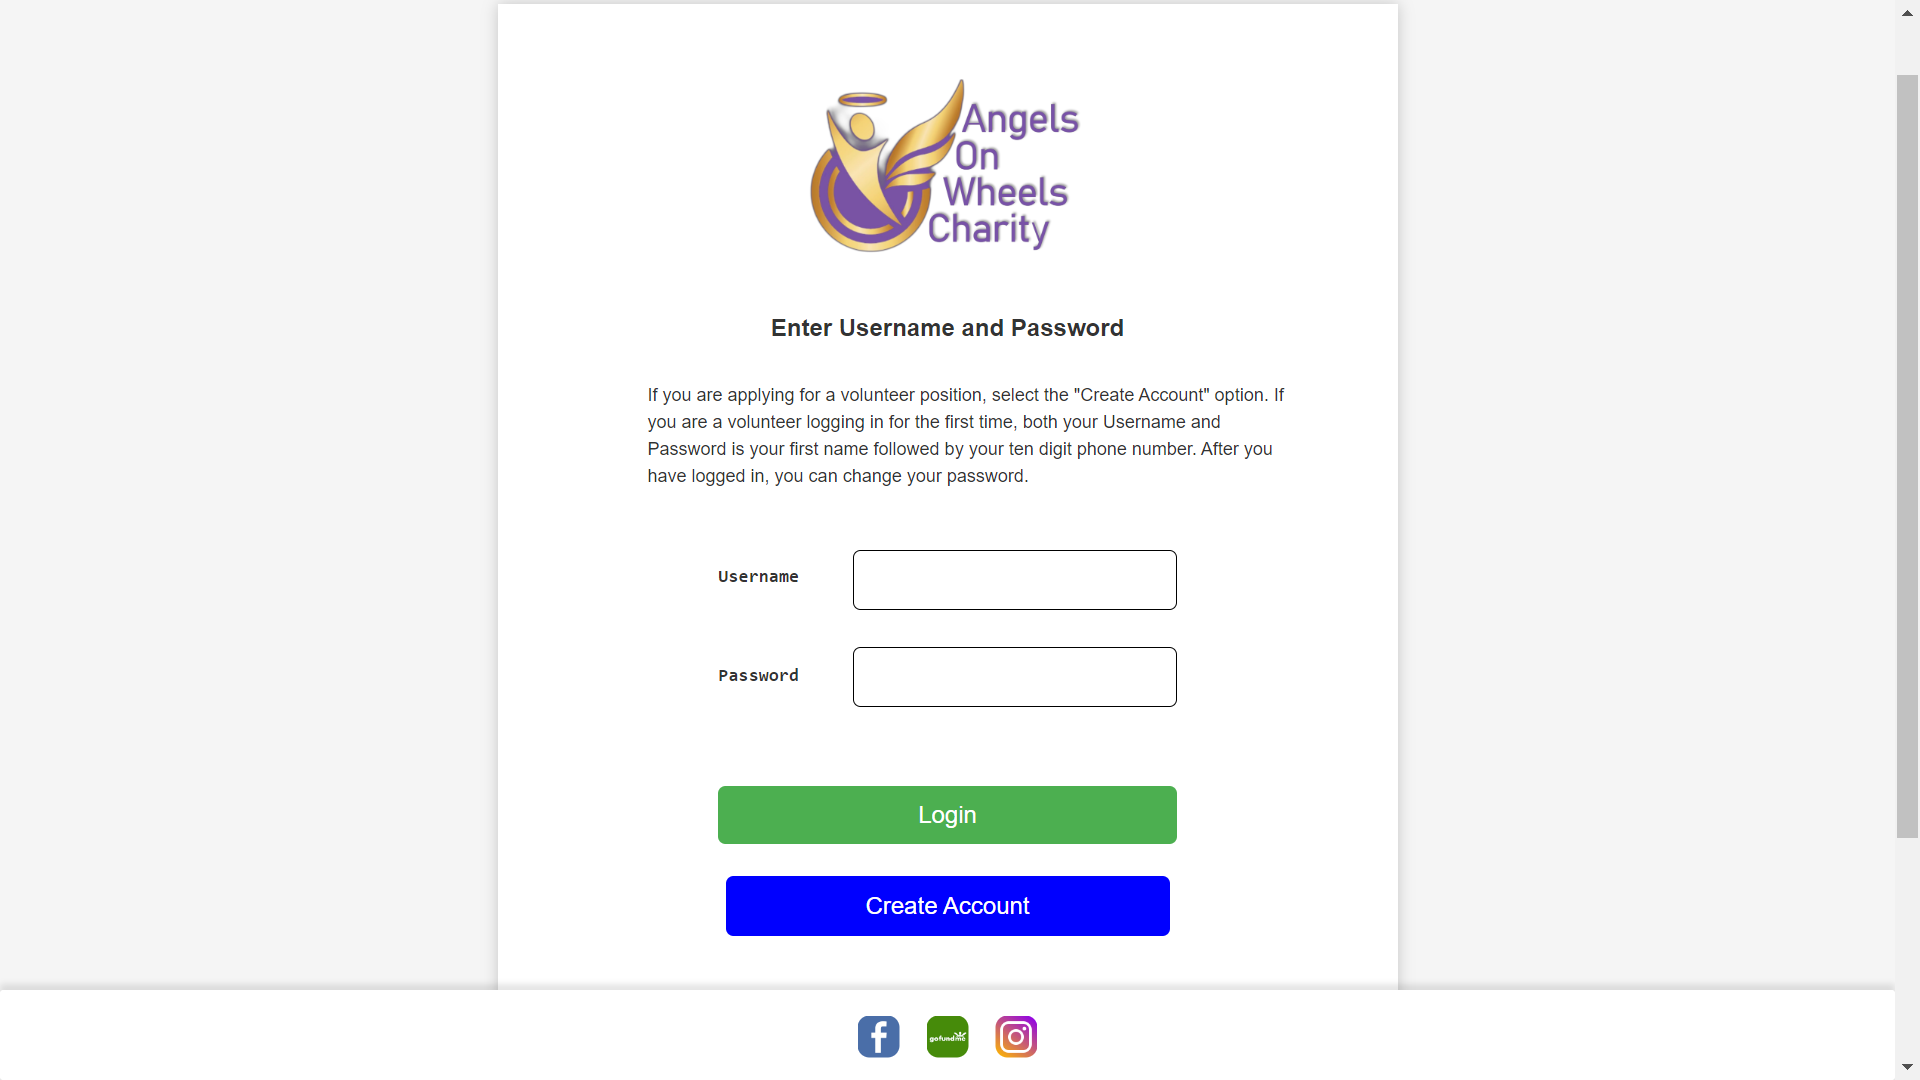 Angels
On
Wheels
Charity
Enter Username and Password
If you are applying for a volunteer position, select the "Create Account" option. If
you are a volunteer logging in for the first time, both your Username and
Password is your first name followed by your ten digit phone number. After you
have logged in, you can change your password.
Username
Password
Login
Create Account
f
gofundme